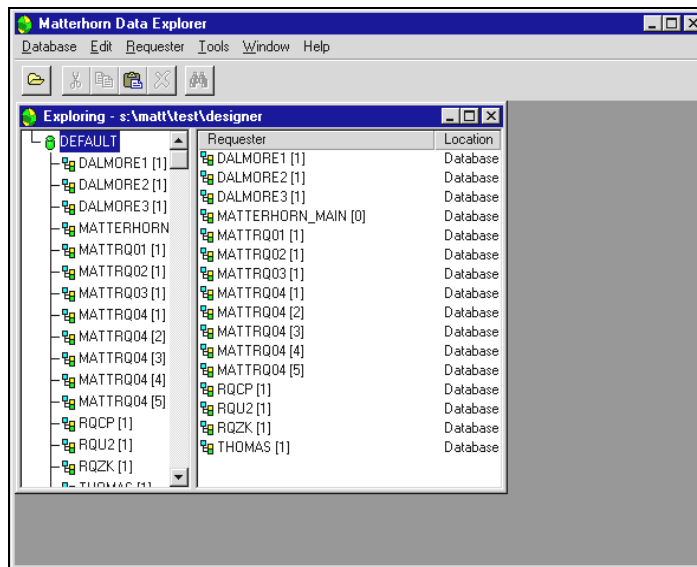 Matterhorn Data Explorer
Database Edit Requester Tools Window Help
Exploring - s:\matt\test\designer
DEFAULT
DALMORE1 [1]
DALMORE2 [1]
DALMORE3 [1]
MATTERHORN
MATTRQ01 [1]
MATTRQ02 [1]
MATTRQ03 [1]
MATTRQ04 [1]
MATTRQ04 [2]
MATTRQ04 [3]
MATTRQ04 [4]
MATTRQ04 [5]
RQCP [1]
RQU2 [1]
RQZK [1]
THOMAS [1]
Requester Location
DALMORE1 [1] Database
DALMORE2 [1] Database
DALMORE3 [1] Database
MATTERHORN_MAIN [0] Database
MATTRQ01 [1] Database
MATTRQ02 [1] Database
MATTRQ03 [1] Database
MATTRQ04 [1] Database
MATTRQ04 [2] Database
MATTRQ04 [3] Database
MATTRQ04 [4] Database
MATTRQ04 [5] Database
RQCP [1] Database
RQU2 [1] Database
RQZK [1] Database
THOMAS [1] Database